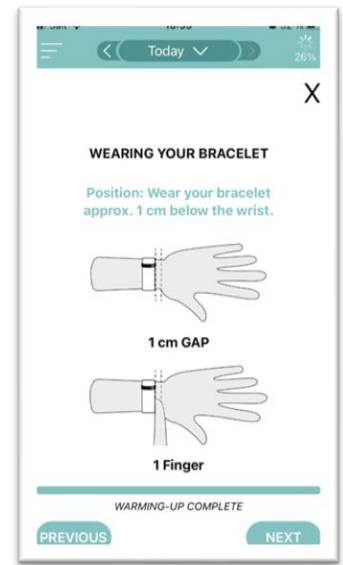 Today
26%
X
WEARING YOUR BRACELET
Position: Wear your bracelet
approx. 1 cm below the wrist.
1 cm GAP
1 Finger
WARMING-UP COMPLETE
PREVIOUS
NEXT